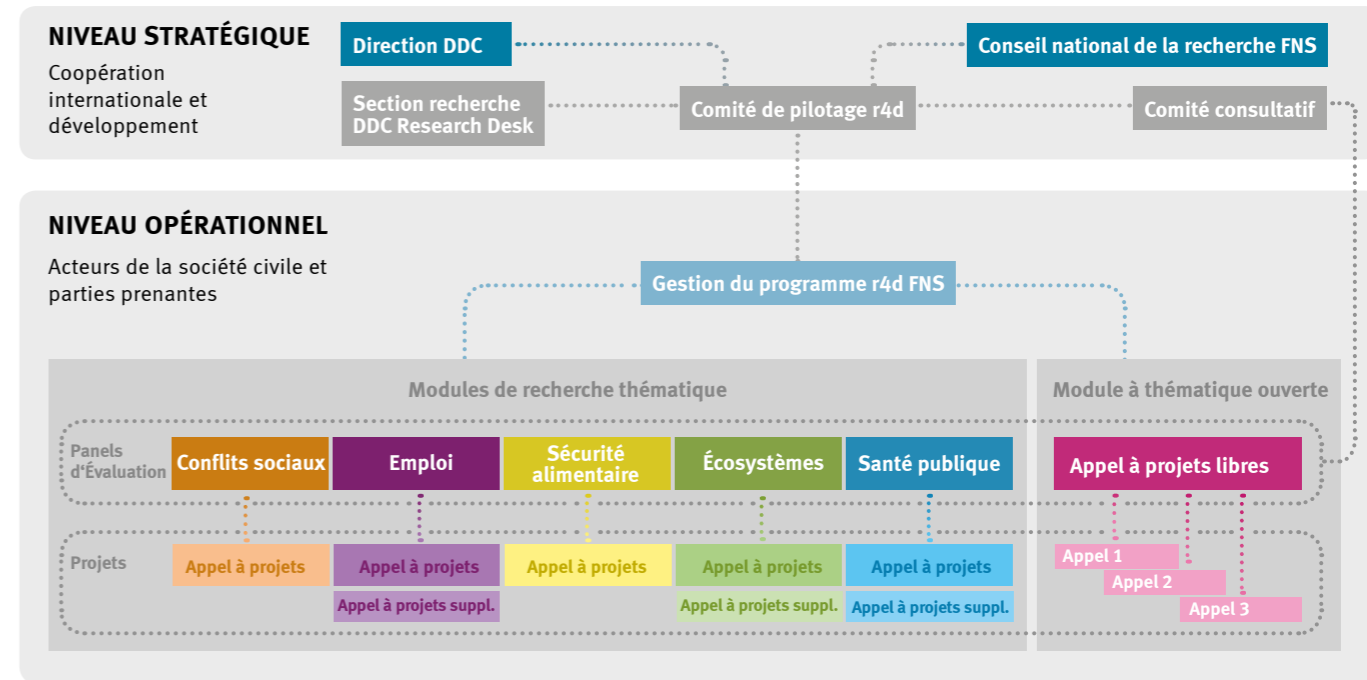 NIVEAU STRATÉGIQUE
Coopération
internationale et
développement
Direction DDC
Conseil national de la recherche FNS
Section recherche
DDC Research Desk
Comité de pilotage r4d
Comité consultatif
NIVEAU OPÉRATIONNEL
Acteurs de la société civile et
parties prenantes
Gestion du programme r4d FNS
Modules de recherche thématique
Module à thématique ouverte
Panels
d‘Évaluation
Conflits sociaux
Emploi
Sécurité
alimentaire
Écosystèmes
Santé publique
Appel à projets libres
Projets
Appel à projets
Appel à projets
Appel à projets
Appel à projets
Appel à projets
Appel à projets suppl.
Appel à projets suppl.
Appel à projets suppl.
Appel 1
Appel 2
Appel 3